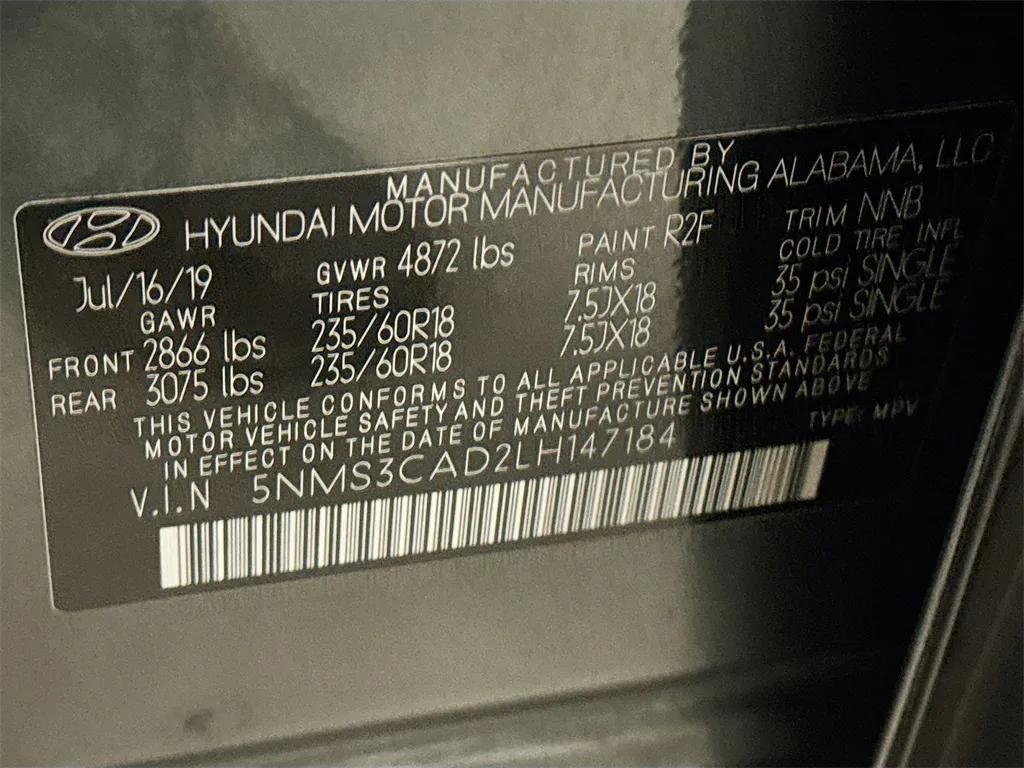 MANUFACTURED BY
HYUNDAI MOTOR MANUFACTURING ALABAMA, LLC
Jul/16/19 GVWR 4872 lbs PAINT R2F TRIM NNB
GAWR TIRES RIMS COLD TIRE INFL
FRONT 2866 lbs 235/60R18 7.5JX18 35 psi SINGLE
REAR 3075 lbs 235/60R18 7.5JX18 35 psi SINGLE
THIS VEHICLE CONFORMS TO ALL APPLICABLE U.S.A. FEDERAL
MOTOR VEHICLE SAFETY AND THEFT PREVENTION STANDARDS
IN EFFECT ON THE DATE OF MANUFACTURE SHOWN ABOVE
V.I.N 5NMS3CAD2LH147184 TYPE: MPV